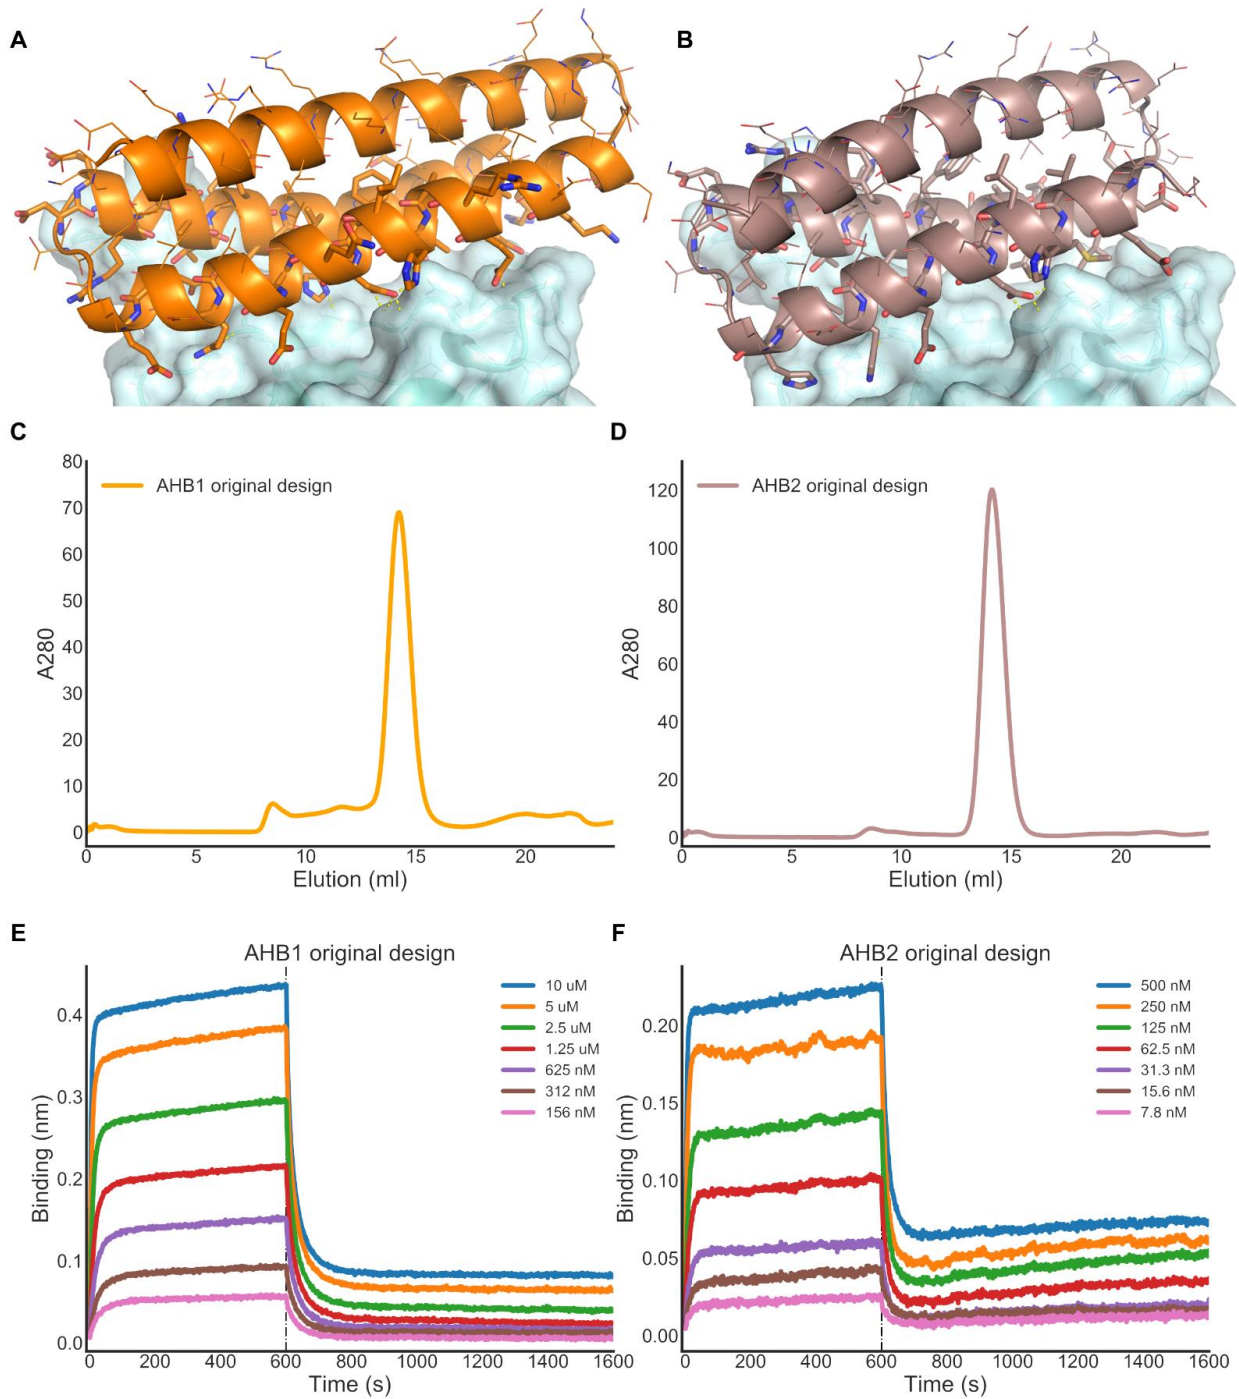 A
B
C
D
80
70
60
50
40
30
20
10
0
A280
AHB1 original design
0
5
10
15
20
Elution (ml)
120
100
80
60
40
20
0
A280
AHB2 original design
0
5
10
15
20
Elution (ml)
E
AHB1 original design
F
AHB2 original design
0.4
0.3
0.2
0.1
0.0
Binding (nm)
10 uM
5 uM
2.5 uM
1.25 uM
625 nM
312 nM
156 nM
0
200
400
600
800
1000
1200
1400
1600
Time (s)
0.20
0.15
0.10
0.05
0.00
Binding (nm)
500 nM
250 nM
125 nM
62.5 nM
31.3 nM
15.6 nM
7.8 nM
0
200
400
600
800
1000
1200
1400
1600
Time (s)